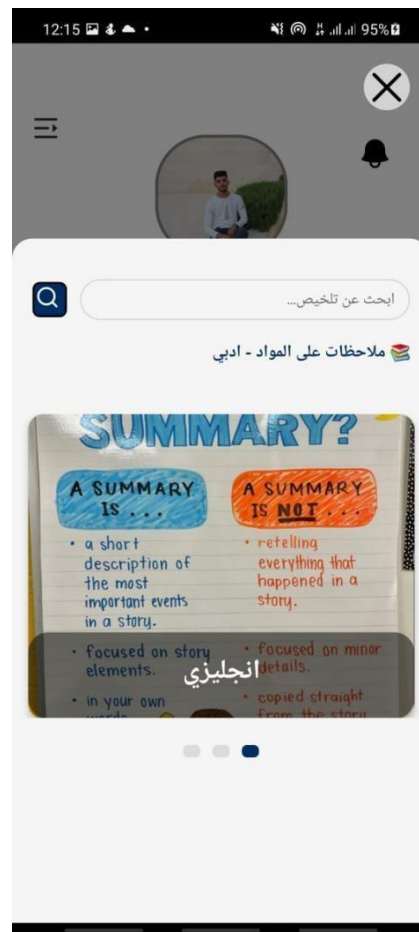 12:15
95%
ابحث عن تلخيص...
📚 ملاحظات على المواد - ادبي
SUMMARY?
A SUMMARY
IS ...
• a short
description of
the most
important events
in a story.
• focused on story
elements.
• in your own
A SUMMARY
IS NOT ...
• retelling
everything that
happened in a
story.
• focused on minor
details.
• copied straight
from the story
انجليزي